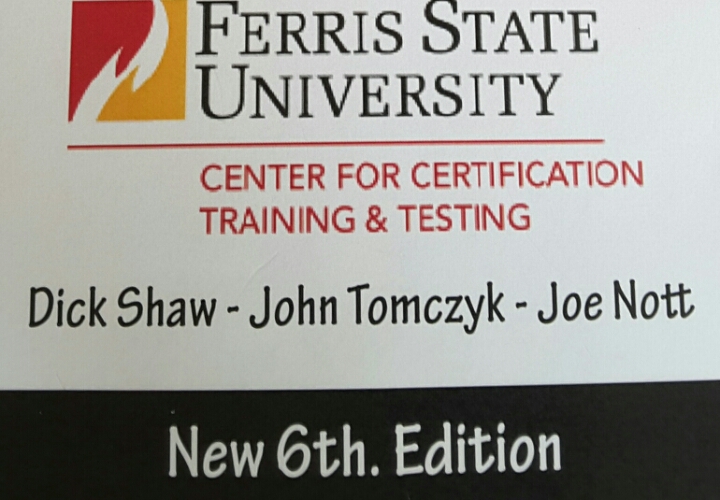 FERRIS STATE
UNIVERSITY
CENTER FOR CERTIFICATION
TRAINING & TESTING
Dick Shaw - John Tomczyk - Joe Nott
New 6th. Edition